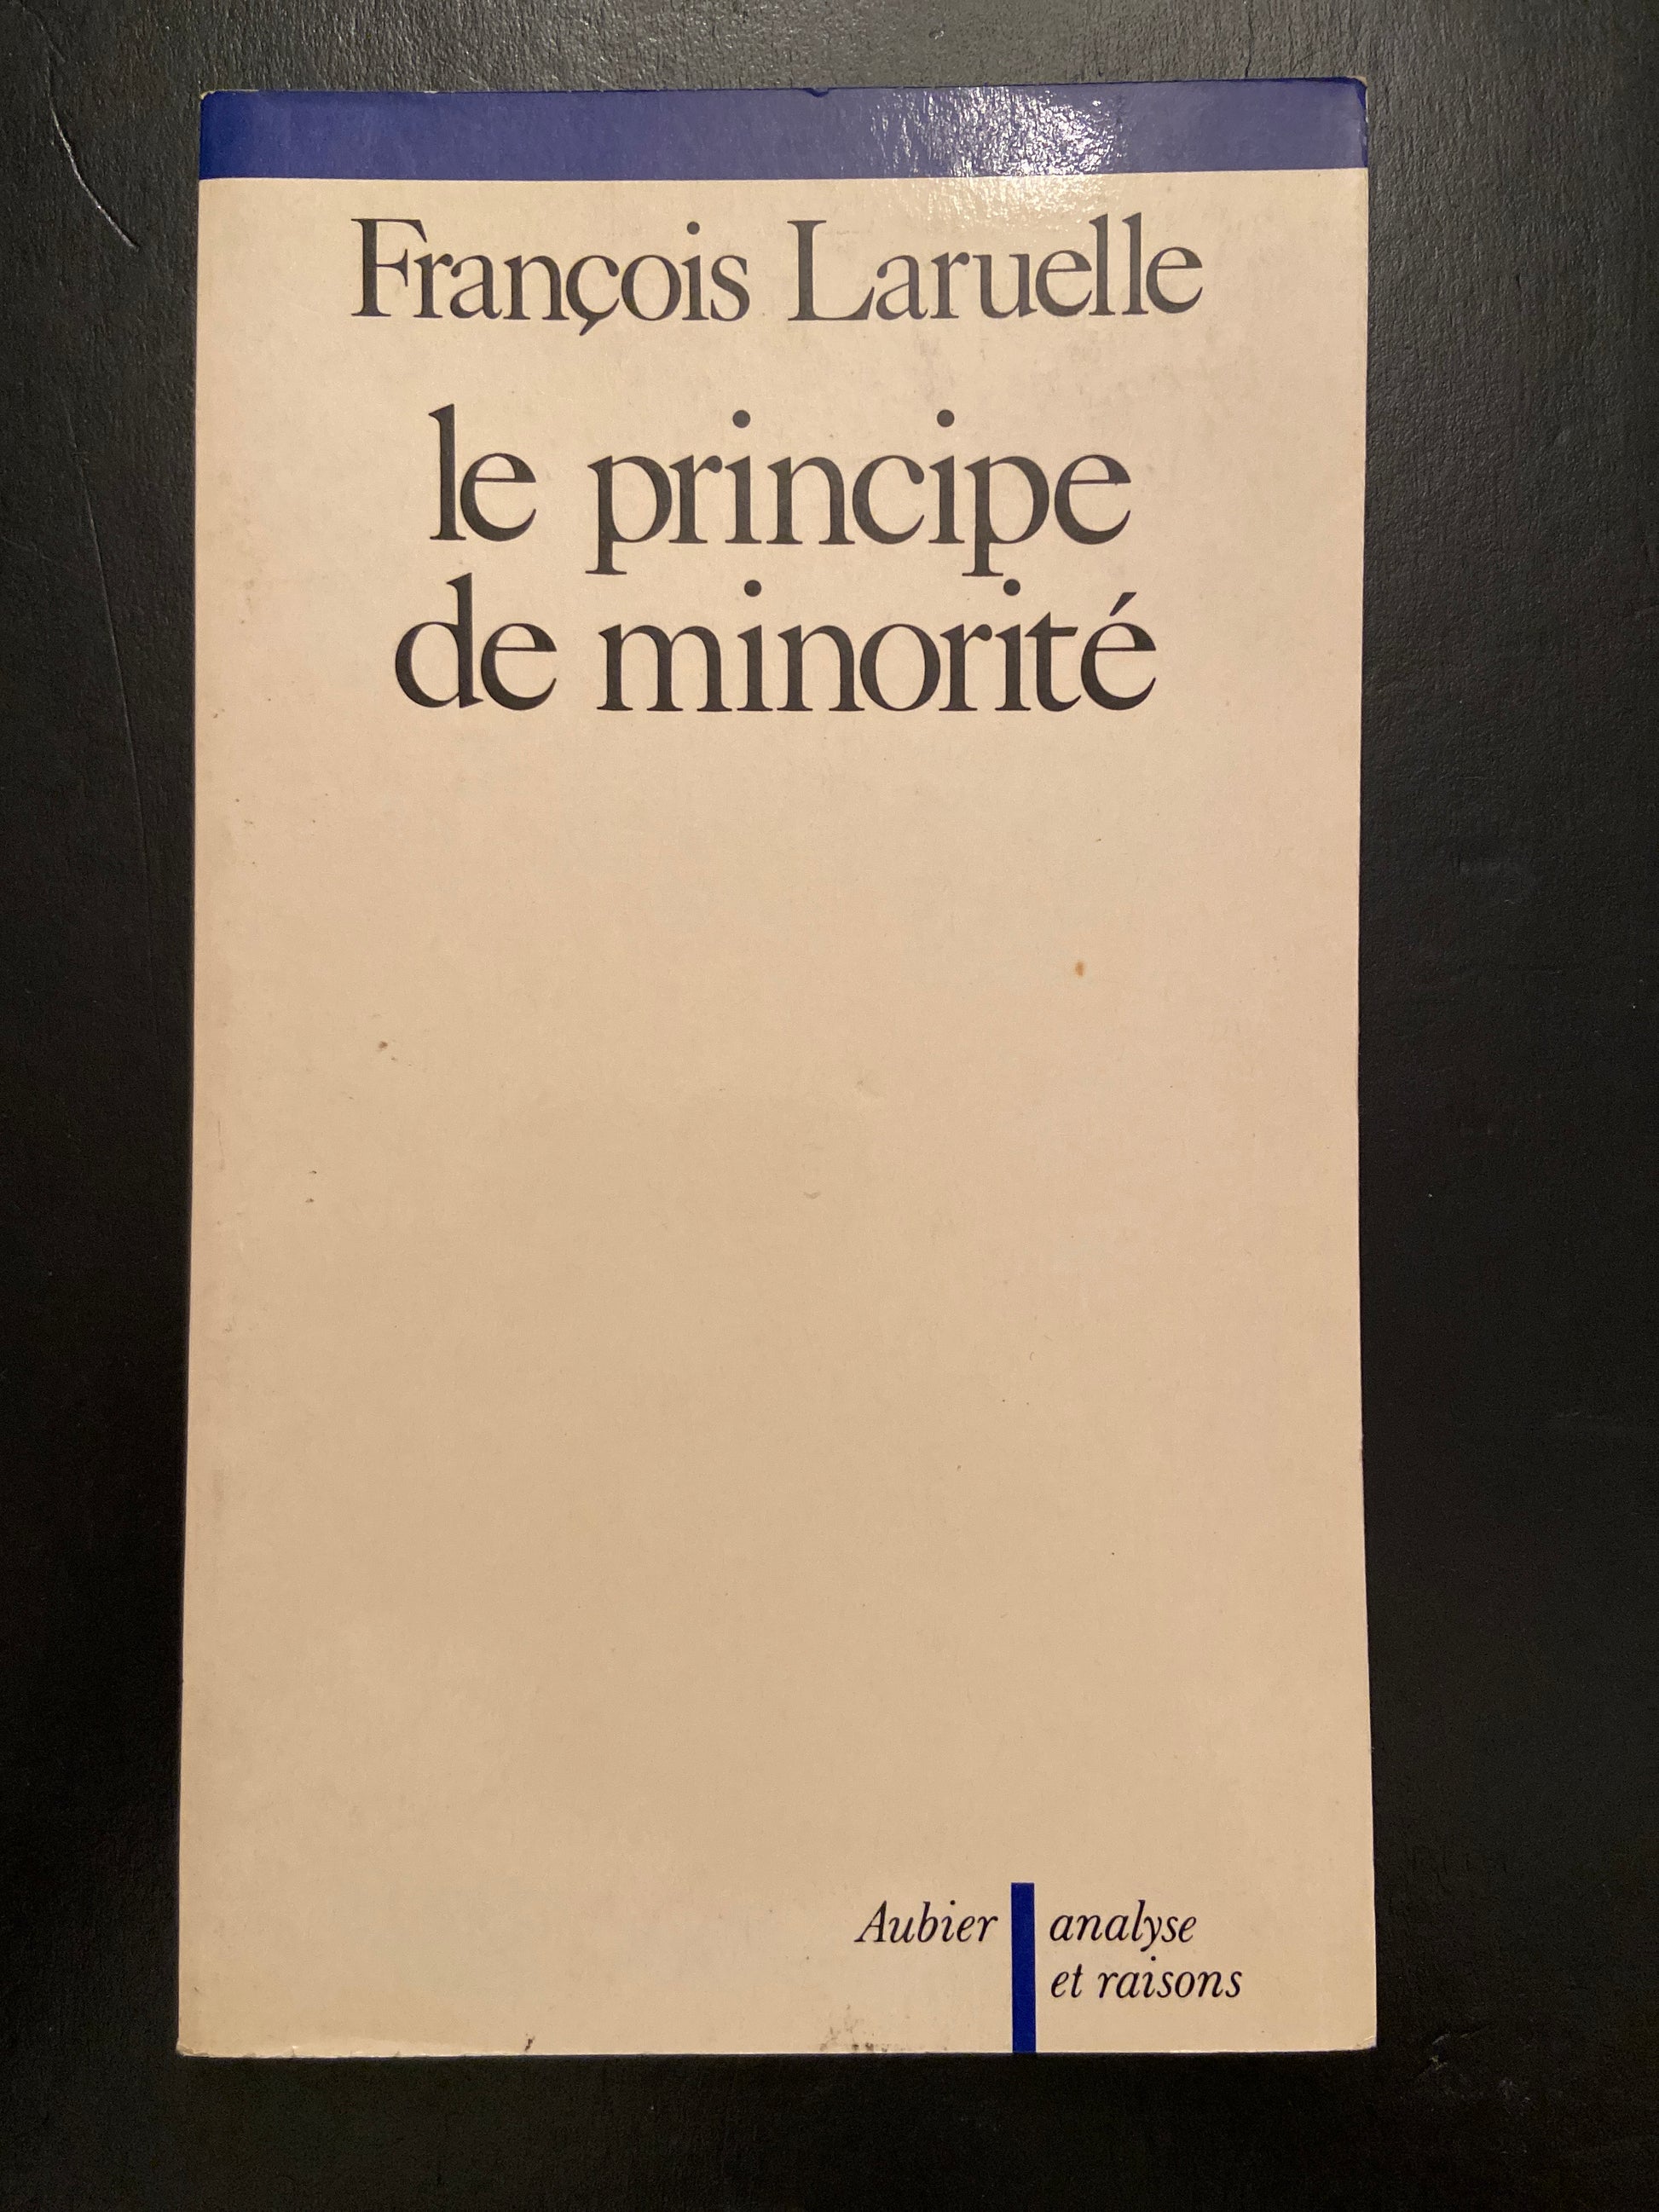 François Laruelle
le principe
de minorité
Aubier
analyse
et raisons